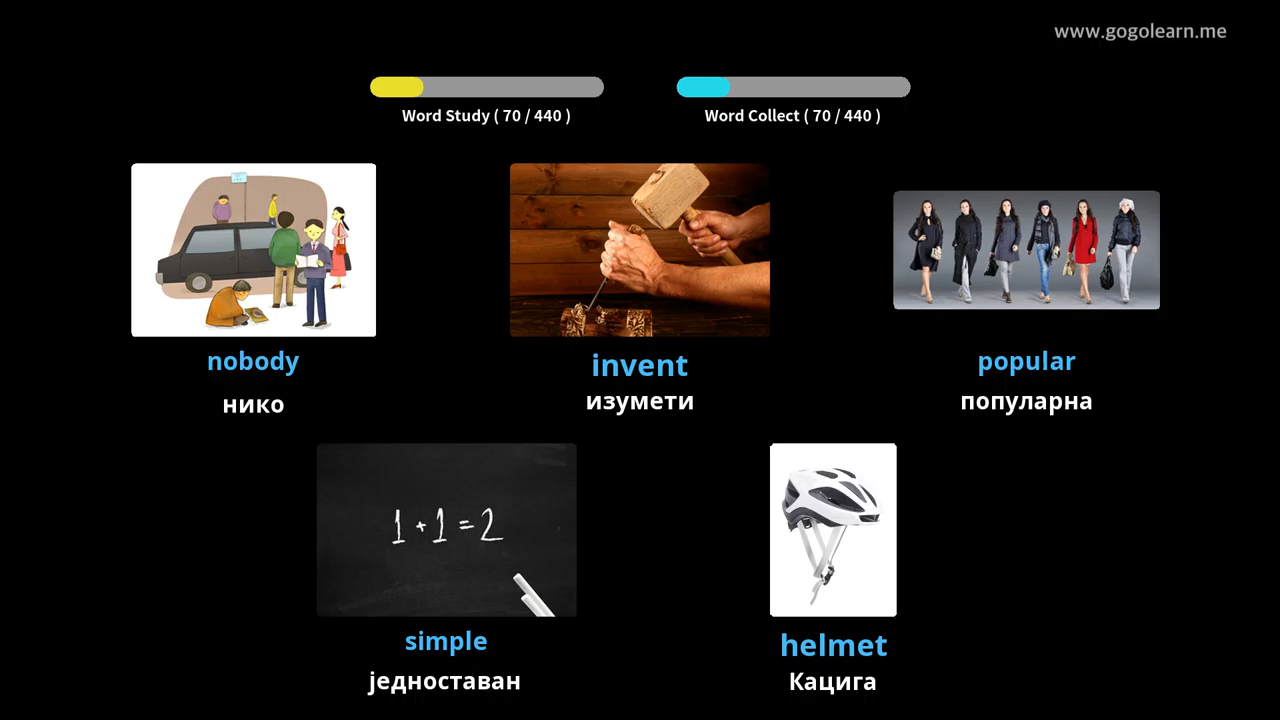 www.gogolearn.me
Word Study ( 70 / 440 )
Word Collect ( 70 / 440 )
nobody
нико
invent
изумети
popular
популарна
1 + 1 = 2
simple
једноставан
helmet
Кацига